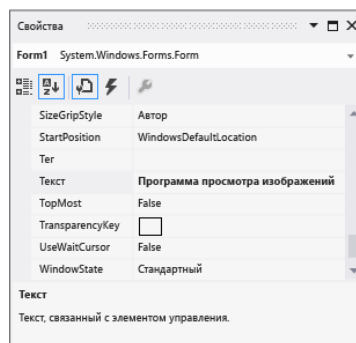 Свойства
Form1 System.Windows.Forms.Form
SizeGripStyle Автор
StartPosition WindowsDefaultLocation
Тег
Текст Программа просмотра изображений
TopMost False
TransparencyKey
UseWaitCursor False
WindowState Стандартный
Текст
Текст, связанный с элементом управления.